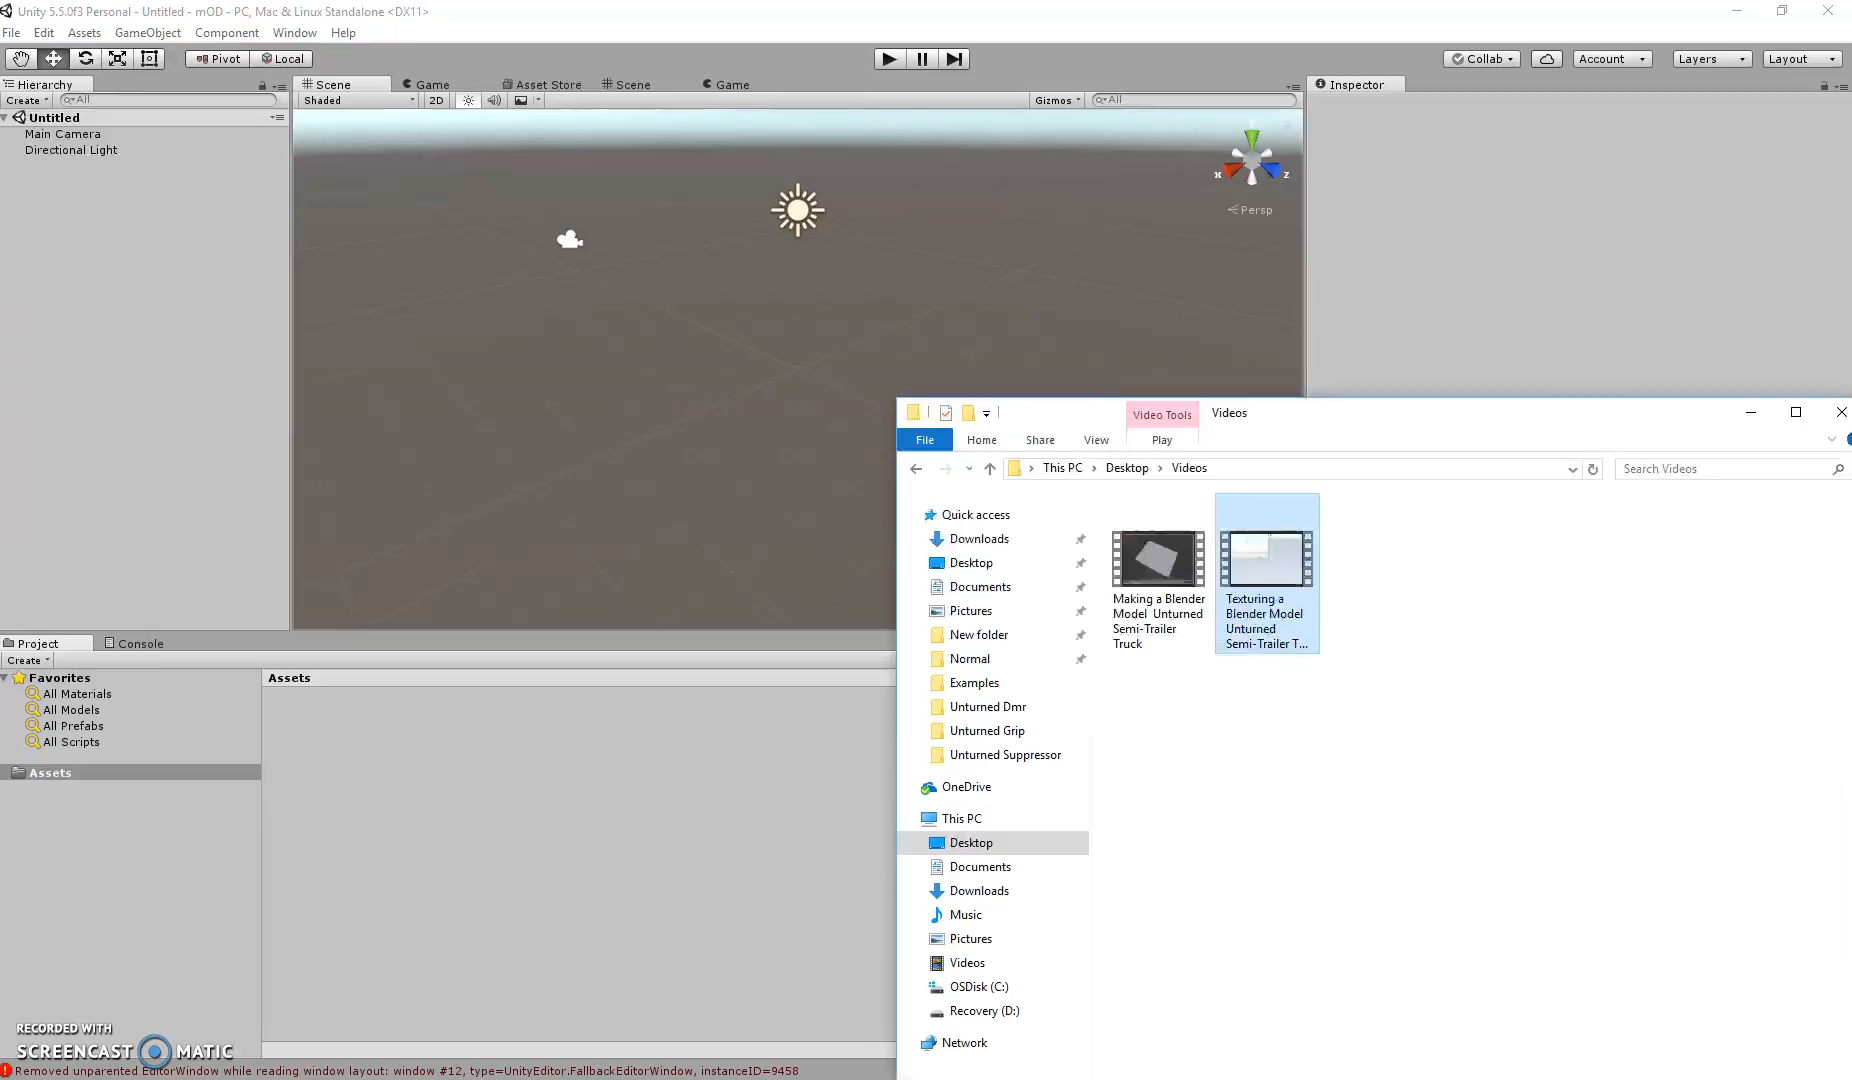 Unity 5.5.0f3 Personal - Untitled - mOD - PC, Mac & Linux Standalone <DX11>
File Edit Assets GameObject Component Window Help
Pivot Local Collab Account Layers Layout
Hierarchy
Create All
Untitled
Main Camera
Directional Light
Scene Game Asset Store Scene Game
Shaded 2D Gizmos All
x z
Persp
Inspector
Project Console
Create
Favorites
All Materials
All Models
All Prefabs
All Scripts
Assets
Assets
Video Tools Videos
File Home Share View Play
This PC Desktop Videos Search Videos
Quick access
Downloads
Desktop
Documents
Pictures
New folder
Normal
Examples
Unturned Dmr
Unturned Grip
Unturned Suppressor
OneDrive
This PC
Desktop
Documents
Downloads
Music
Pictures
Videos
OSDisk (C:)
Recovery (D:)
Network
Making a Blender
Model Unturned
Semi-Trailer
Truck
Texturing a
Blender Model
Unturned
Semi-Trailer T...
RECORDED WITH
SCREENCAST MATIC
Removed unparented EditorWindow while reading window layout: window #12, type=UnityEditor.FallbackEditorWindow, instanceID=9458